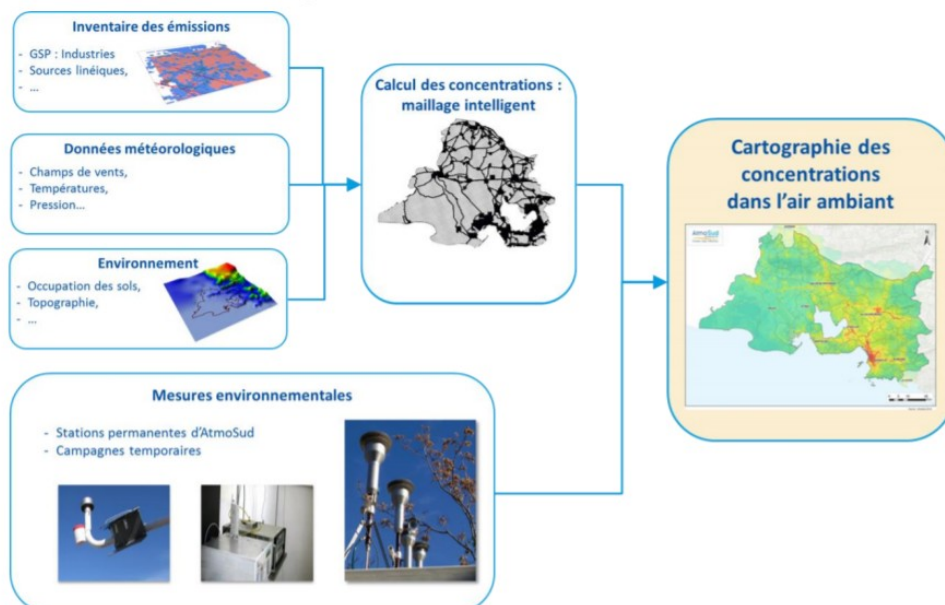 Inventaire des émissions
- GSP : Industries
- Sources linéiques,
- ...
Données météorologiques
- Champs de vents,
- Températures,
- Pression...
Environnement
- Occupation des sols,
- Topographie,
- ...
Calcul des concentrations :
maillage intelligent
Mesures environnementales
- Stations permanentes d'AtmoSud
- Campagnes temporaires
Cartographie des
concentrations
dans l'air ambiant
AtmoSud